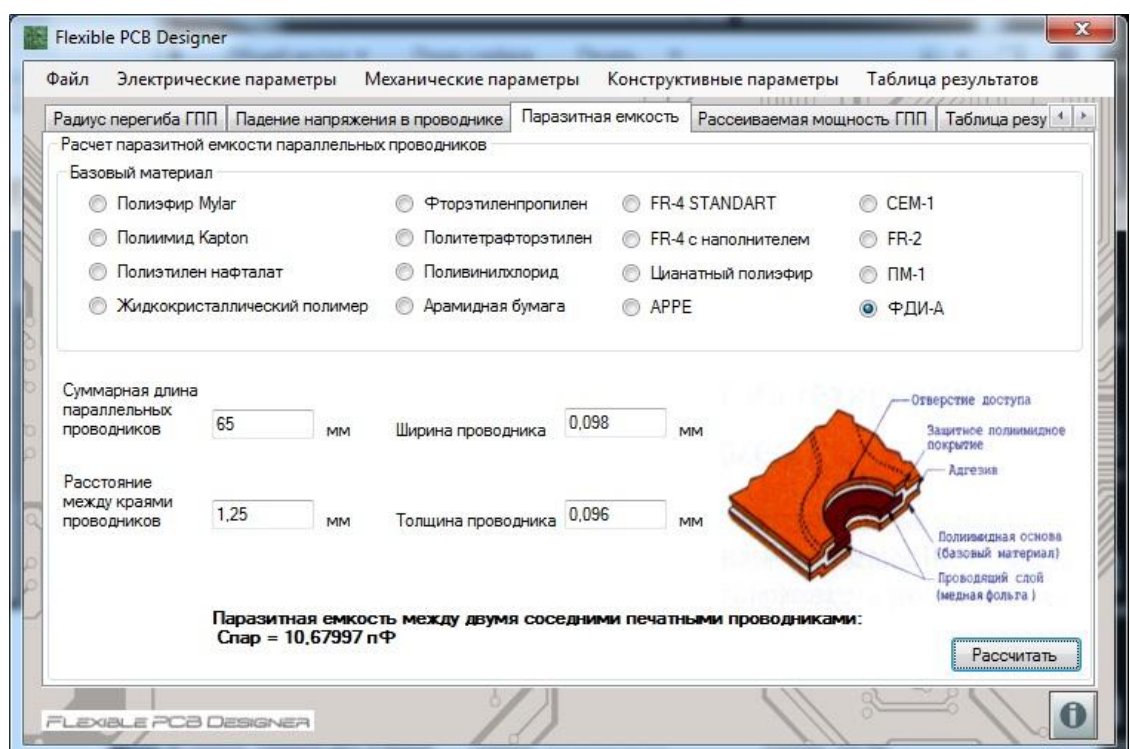 Flexible PCB Designer
Файл Электрические параметры Механические параметры Конструктивные параметры Таблица результатов
Радиус перегиба ГПП Падение напряжения в проводнике Паразитная емкость Рассеиваемая мощность ГПП Таблица резу
Расчет паразитной емкости параллельных проводников
Базовый материал
Полиэфир Mylar Фторэтиленпропилен FR-4 STANDART CEM-1
Полиимид Kapton Политетрафторэтилен FR-4 с наполнителем FR-2
Полиэтилен нафталат Поливинилхлорид Цианатный полиэфир ПМ-1
Жидкокристаллический полимер Арамидная бумага APPE ФДИ-А
Суммарная длина
параллельных
проводников 65 мм Ширина проводника 0,098 мм
Расстояние
между краями
проводников 1,25 мм Толщина проводника 0,096 мм
Отверстие доступа
Защитное полиимидное
покрытие
Адгезив
Полиимидная основа
(базовый материал)
Проводящий слой
(медная фольга )
Паразитная емкость между двумя соседними печатными проводниками:
Спар = 10,67997 пФ
Рассчитать
FLEXIBLE PCB DESIGNER